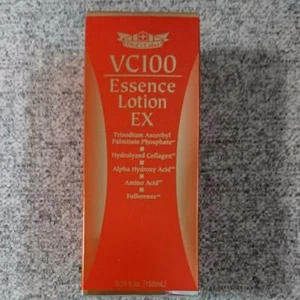 VC100
Essence
Lotion
EX
Trisodium Ascorbyl
Palmitate Phosphate**
Hydrolyzed Collagen**
Alpha Hydroxy Acid**
Amino Acid**
Fullerenes**